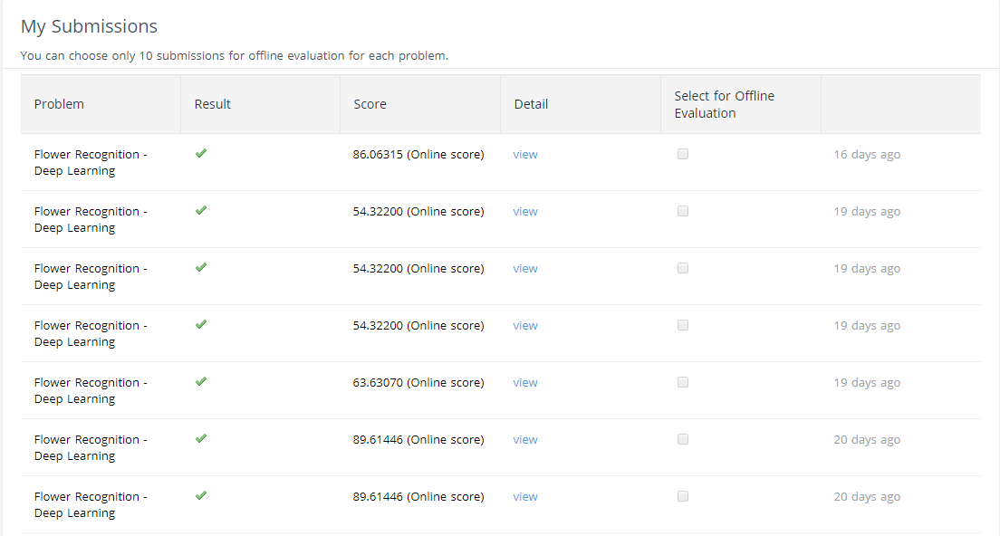 My Submissions
You can choose only 10 submissions for offline evaluation for each problem.
Problem Result Score Detail Select for Offline
Evaluation
Flower Recognition - 86.06315 (Online score) view 16 days ago
Deep Learning
Flower Recognition - 54.32200 (Online score) view 19 days ago
Deep Learning
Flower Recognition - 54.32200 (Online score) view 19 days ago
Deep Learning
Flower Recognition - 54.32200 (Online score) view 19 days ago
Deep Learning
Flower Recognition - 63.63070 (Online score) view 19 days ago
Deep Learning
Flower Recognition - 89.61446 (Online score) view 20 days ago
Deep Learning
Flower Recognition - 89.61446 (Online score) view 20 days ago
Deep Learning